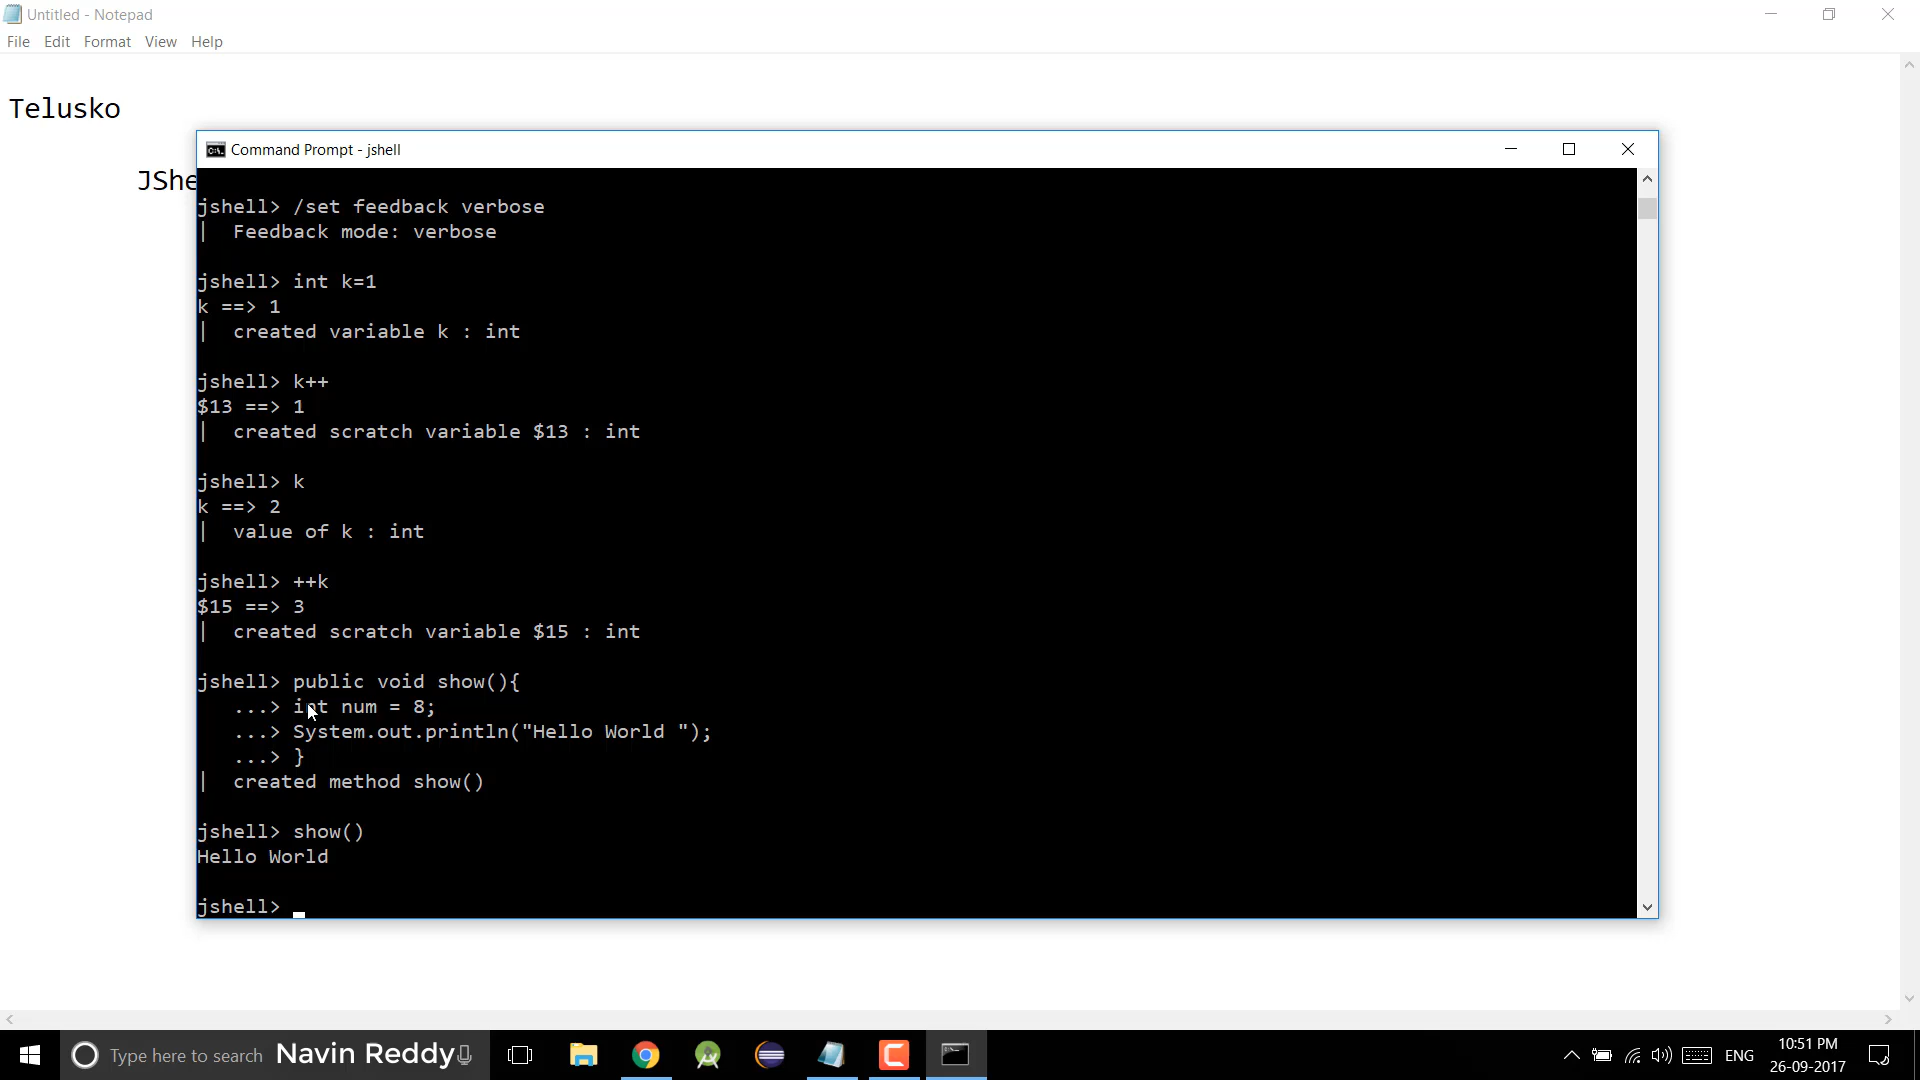 Untitled - Notepad
File Edit Format View Help
Telusko
JShe
Command Prompt - jshell
jshell> /set feedback verbose
|  Feedback mode: verbose
jshell> int k=1
k ==> 1
|  created variable k : int
jshell> k++
$13 ==> 1
|  created scratch variable $13 : int
jshell> k
k ==> 2
|  value of k : int
jshell> ++k
$15 ==> 3
|  created scratch variable $15 : int
jshell> public void show(){
   ...> int num = 8;
   ...> System.out.println("Hello World ");
   ...> }
|  created method show()
jshell> show()
Hello World
jshell>
Type here to search Navin Reddy
ENG
10:51 PM
26-09-2017